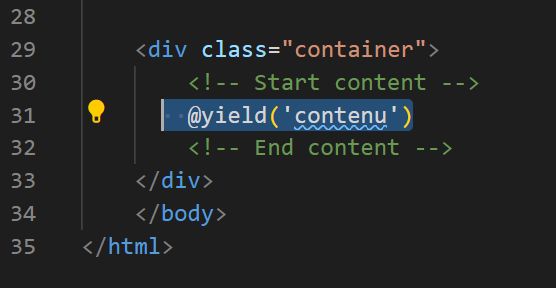 28
29 <div class="container">
30 <!-- Start content -->
31 @yield('contenu')
32 <!-- End content -->
33 </div>
34 </body>
35 </html>